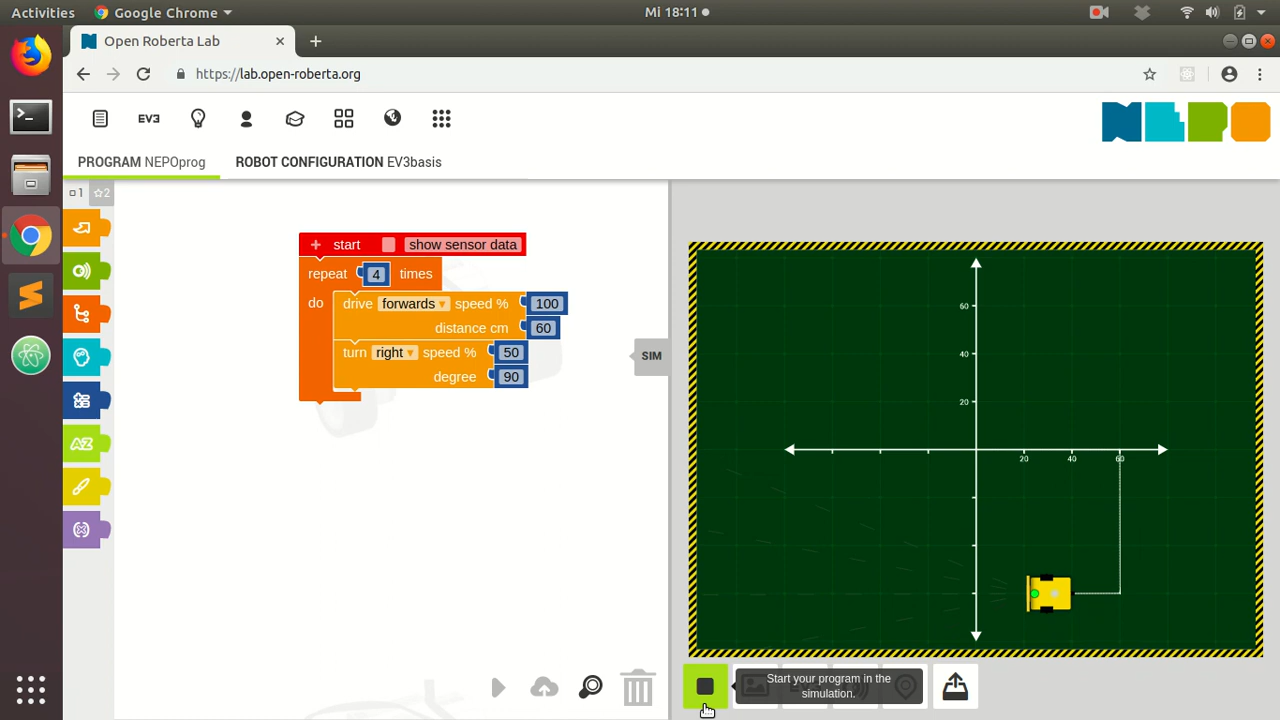 Activities Google Chrome Mi 18:11
Open Roberta Lab
https://lab.open-roberta.org
EV3
PROGRAM NEPOprog ROBOT CONFIGURATION EV3basis
1 2
+ start show sensor data
repeat 4 times
do drive forwards speed % 100
distance cm 60
turn right speed % 50
degree 90
SIM
60
40
20
20 40 60
Start your program in the
simulation.